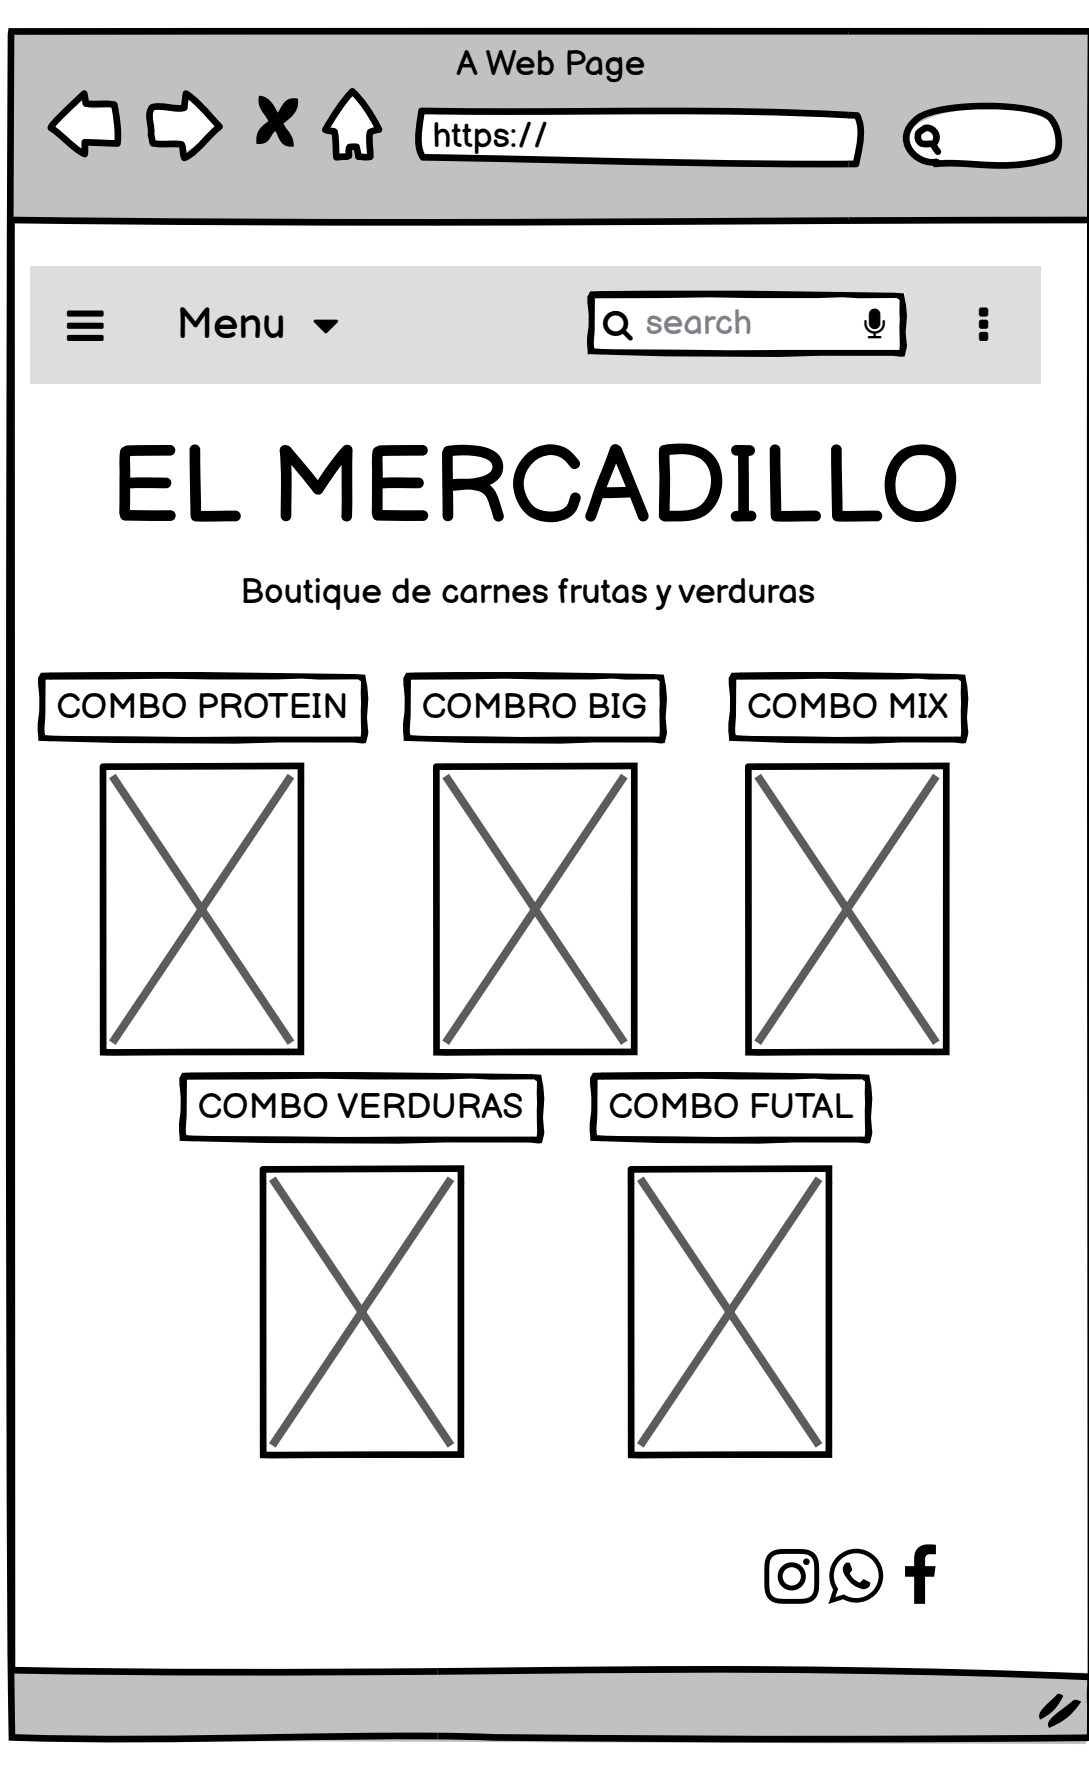 A Web Page
https://
Menu
search
EL MERCADILLO
Boutique de carnes frutas y verduras
COMBO PROTEIN
COMBRO BIG
COMBO MIX
COMBO VERDURAS
COMBO FUTAL